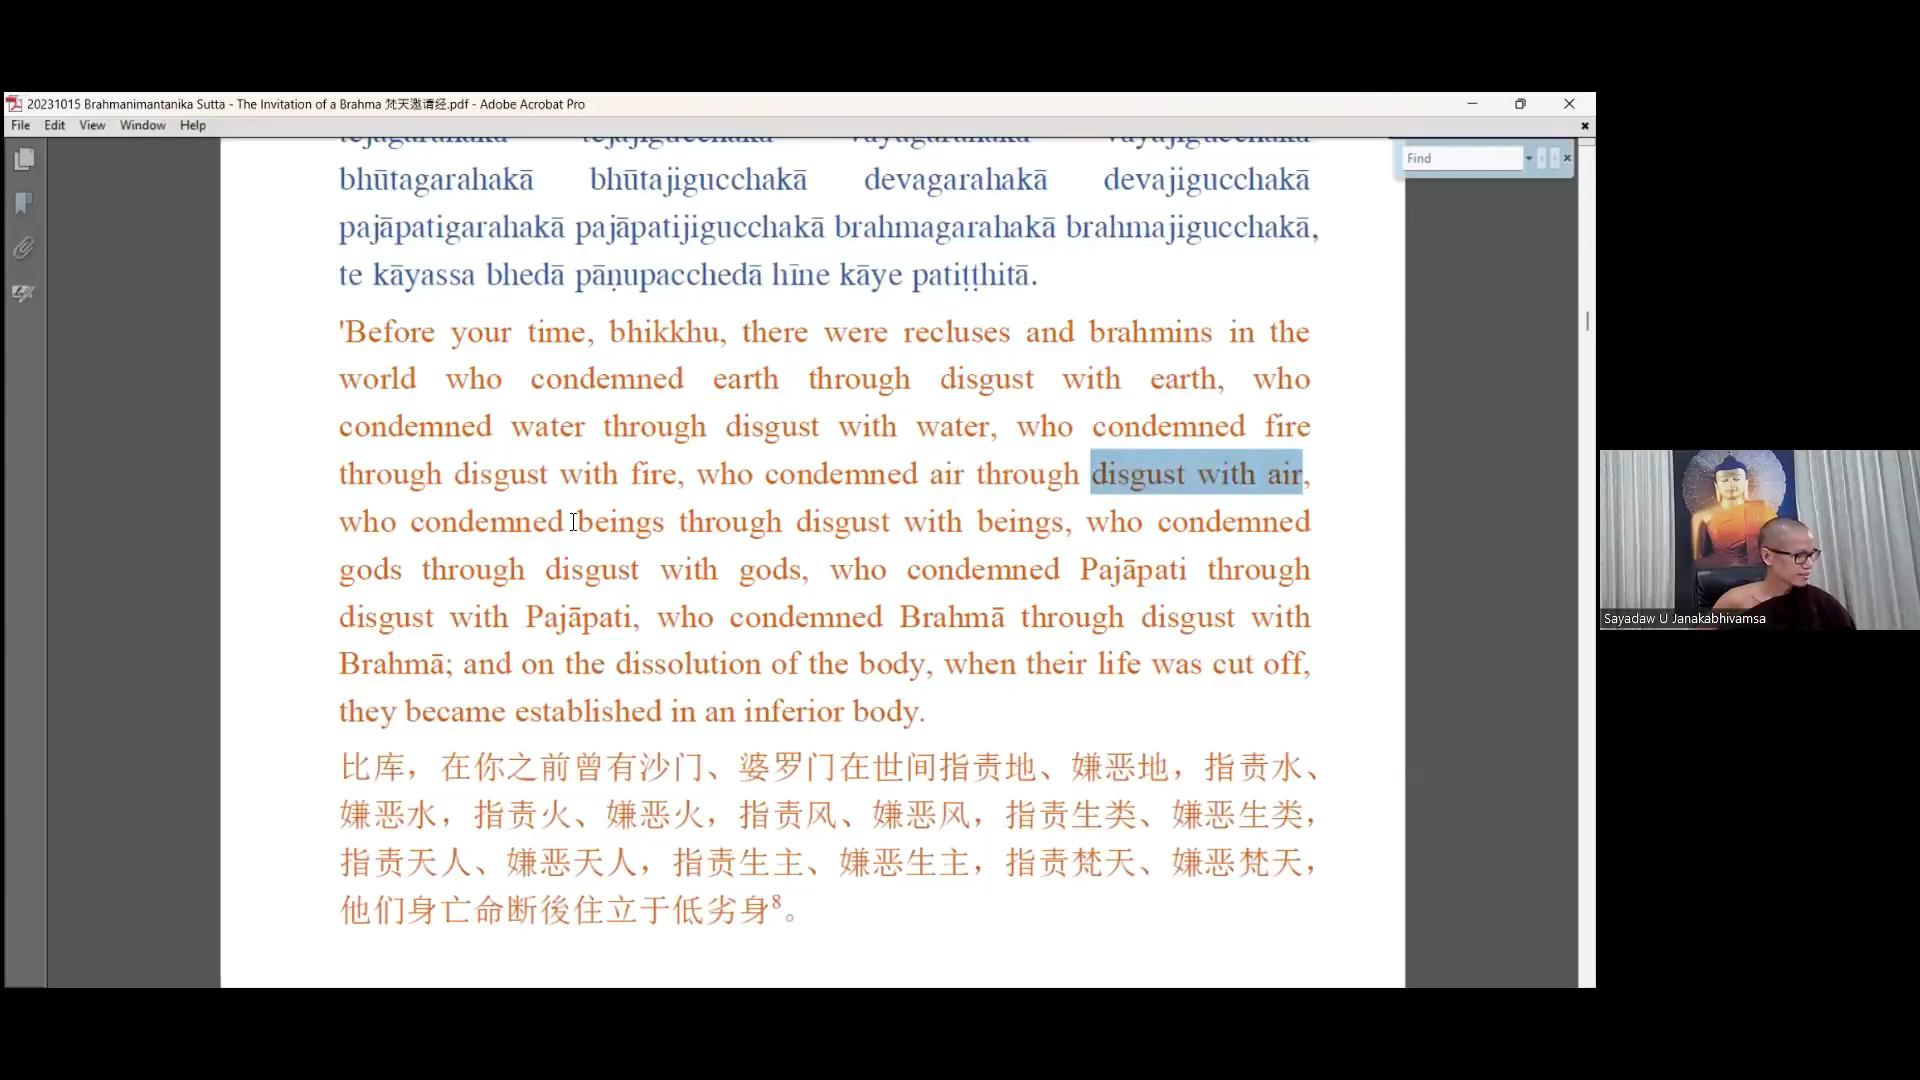 20231015 Brahmanimantanika Sutta - The Invitation of a Brahma 梵天邀请经.pdf - Adobe Acrobat Pro
File Edit View Window Help
Find
tejagarahakā tejajigucchakā vāyagarahakā vāyajigucchakā
bhūtagarahakā bhūtajigucchakā devagarahakā devajigucchakā
pajāpatigarahakā pajāpatijigucchakā brahmagarahakā brahmajigucchakā,
te kāyassa bhedā pāṇupacchedā hīne kāye patiṭṭhitā.
'Before your time, bhikkhu, there were recluses and brahmins in the
world who condemned earth through disgust with earth, who
condemned water through disgust with water, who condemned fire
through disgust with fire, who condemned air through disgust with air,
who condemned beings through disgust with beings, who condemned
gods through disgust with gods, who condemned Pajāpati through
disgust with Pajāpati, who condemned Brahmā through disgust with
Brahmā; and on the dissolution of the body, when their life was cut off,
they became established in an inferior body.
比库，在你之前曾有沙门、婆罗门在世间指责地、嫌恶地，指责水、
嫌恶水，指责火、嫌恶火，指责风、嫌恶风，指责生类、嫌恶生类，
指责天人、嫌恶天人，指责生主、嫌恶生主，指责梵天、嫌恶梵天，
他们身亡命断後住立于低劣身8。
Sayadaw U Janakabhivamsa